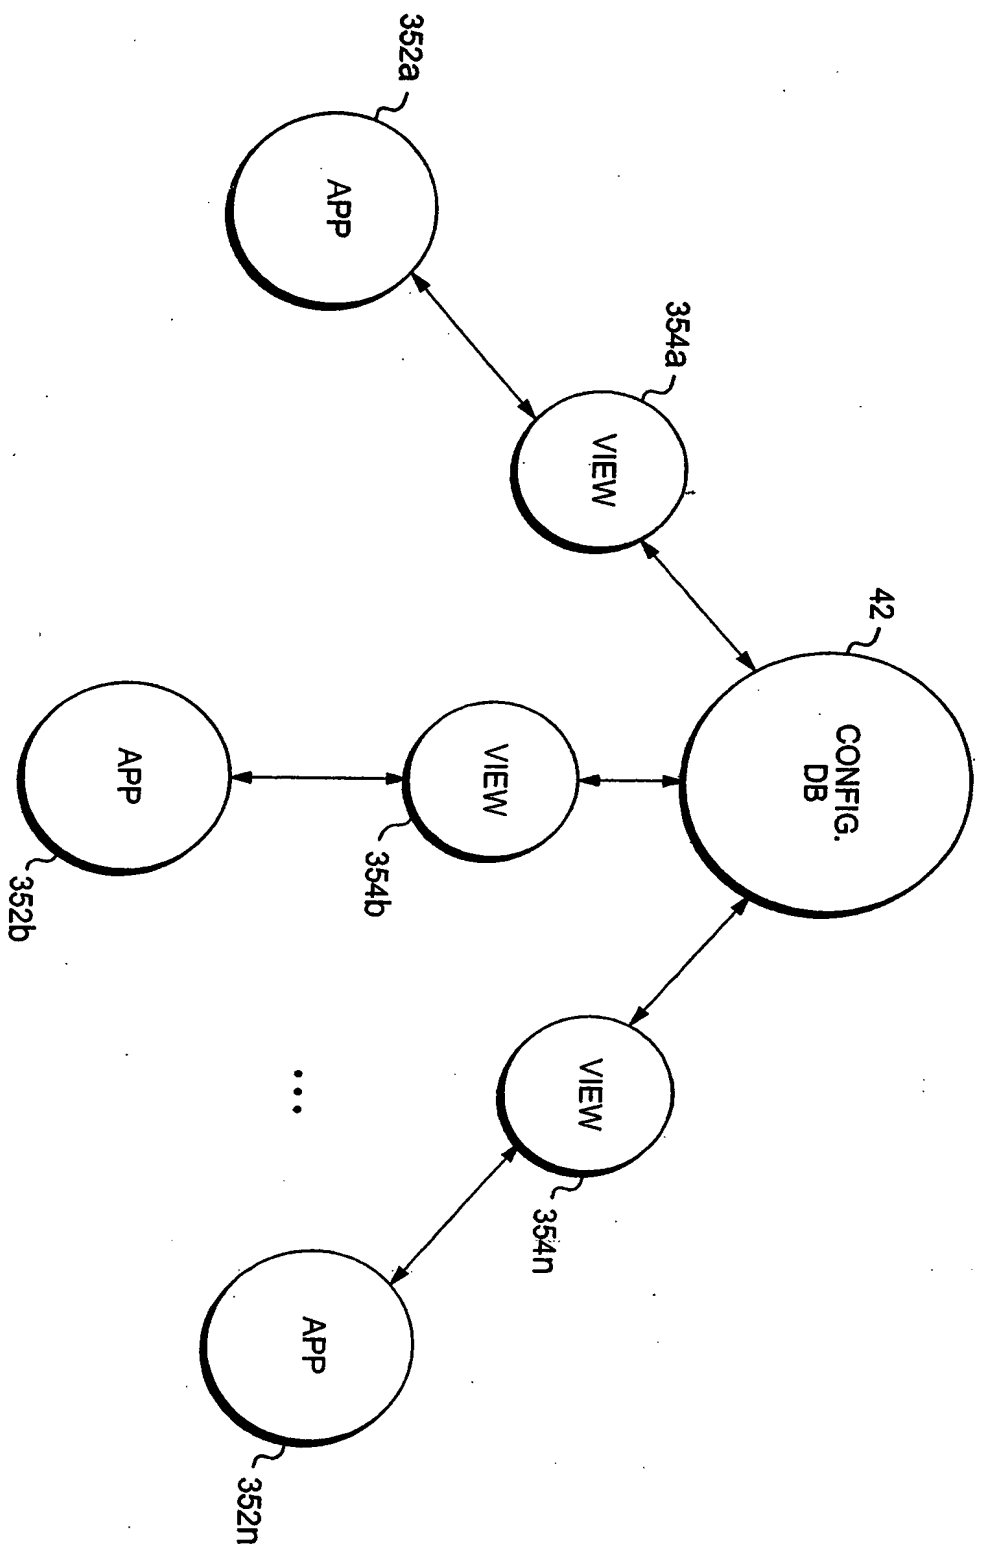 42
CONFIG.
DB
354a
VIEW
VIEW
354b
VIEW
354n
352a
APP
APP
352b
...
APP
352n